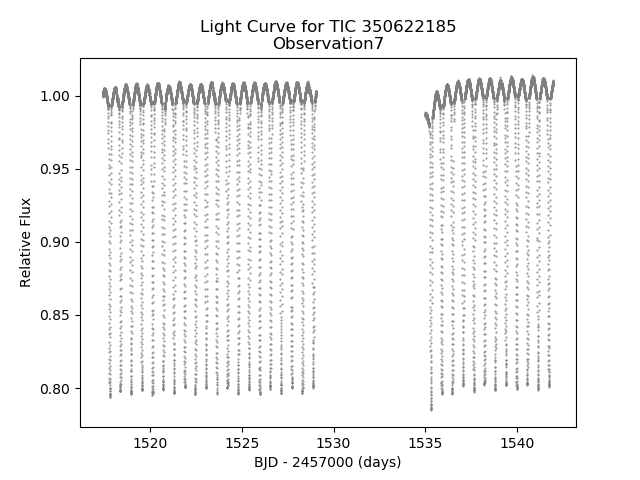 Light Curve for TIC 350622185
Observation7
1.00
0.95
0.90
0.85
0.80
Relative Flux
1520
1525
1530
1535
1540
BJD - 2457000 (days)